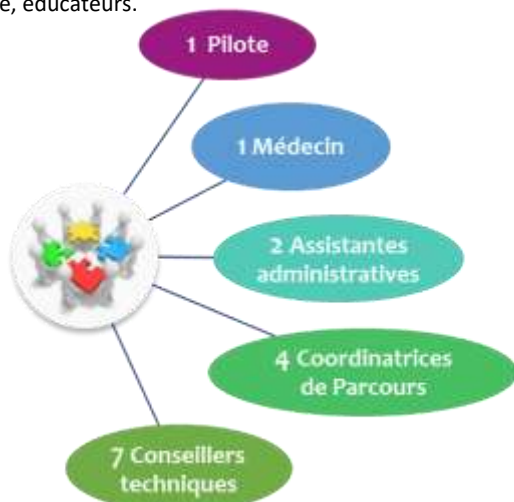 e, éducateurs.
1 Pilote
1 Médecin
2 Assistantes
administratives
4 Coordinatrices
de Parcours
7 Conseillers
techniques